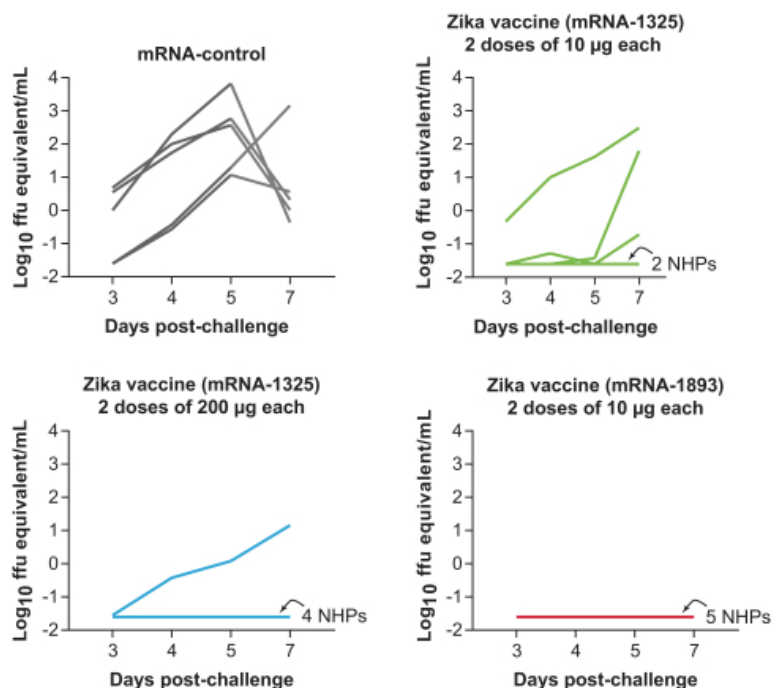 mRNA-control
Log10 ffu equivalent/mL
4
3
2
1
0
-1
-2
3 4 5 7
Days post-challenge
Zika vaccine (mRNA-1325)
2 doses of 10 µg each
Log10 ffu equivalent/mL
4
3
2
1
0
-1
-2
2 NHPs
3 4 5 7
Days post-challenge
Zika vaccine (mRNA-1325)
2 doses of 200 µg each
Log10 ffu equivalent/mL
4
3
2
1
0
-1
-2
4 NHPs
3 4 5 7
Days post-challenge
Zika vaccine (mRNA-1893)
2 doses of 10 µg each
Log10 ffu equivalent/mL
4
3
2
1
0
-1
-2
5 NHPs
3 4 5 7
Days post-challenge